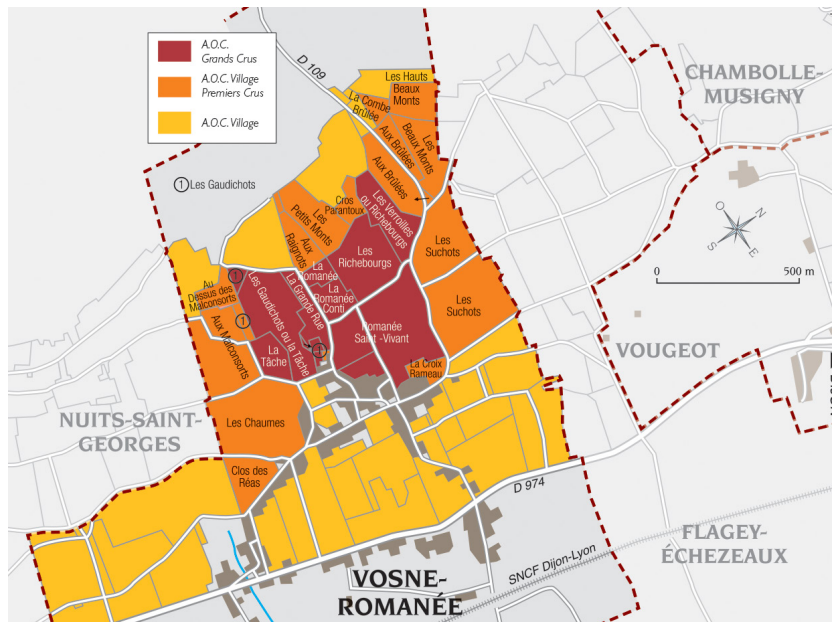 A.O.C.
Grands Crus
A.O.C. Village
Premiers Crus
A.O.C. Village
D 109
Les Hauts
Beaux
Monts
La Combe
Brûlée
Les
Beaux Monts
Aux Brûlées
Aux Brûlées
CHAMBOLLE-
MUSIGNY
1 Les Gaudichots
Cros
Parantoux
Les Verroilles
ou Richebourgs
Les
Petits Monts
Aux
Raignots
Les
Richebourgs
Les
Suchots
N
O
E
S
0
500 m
Au
Dessus des
Malconsorts
1
La
Romanée
La
Romanée
Conti
La Grande Rue
Les Gaudichots ou la Tâche
Les
Suchots
1
Aux Malconsorts
La
Tâche
1
Romanée
Saint -Vivant
La Croix
Rameau
VOUGEOT
NUITS-SAINT-
GEORGES
Les Chaumes
Clos des
Réas
D 974
FLAGEY-
ÉCHEZEAUX
SNCF Dijon-Lyon
VOSNE-
ROMANÉE